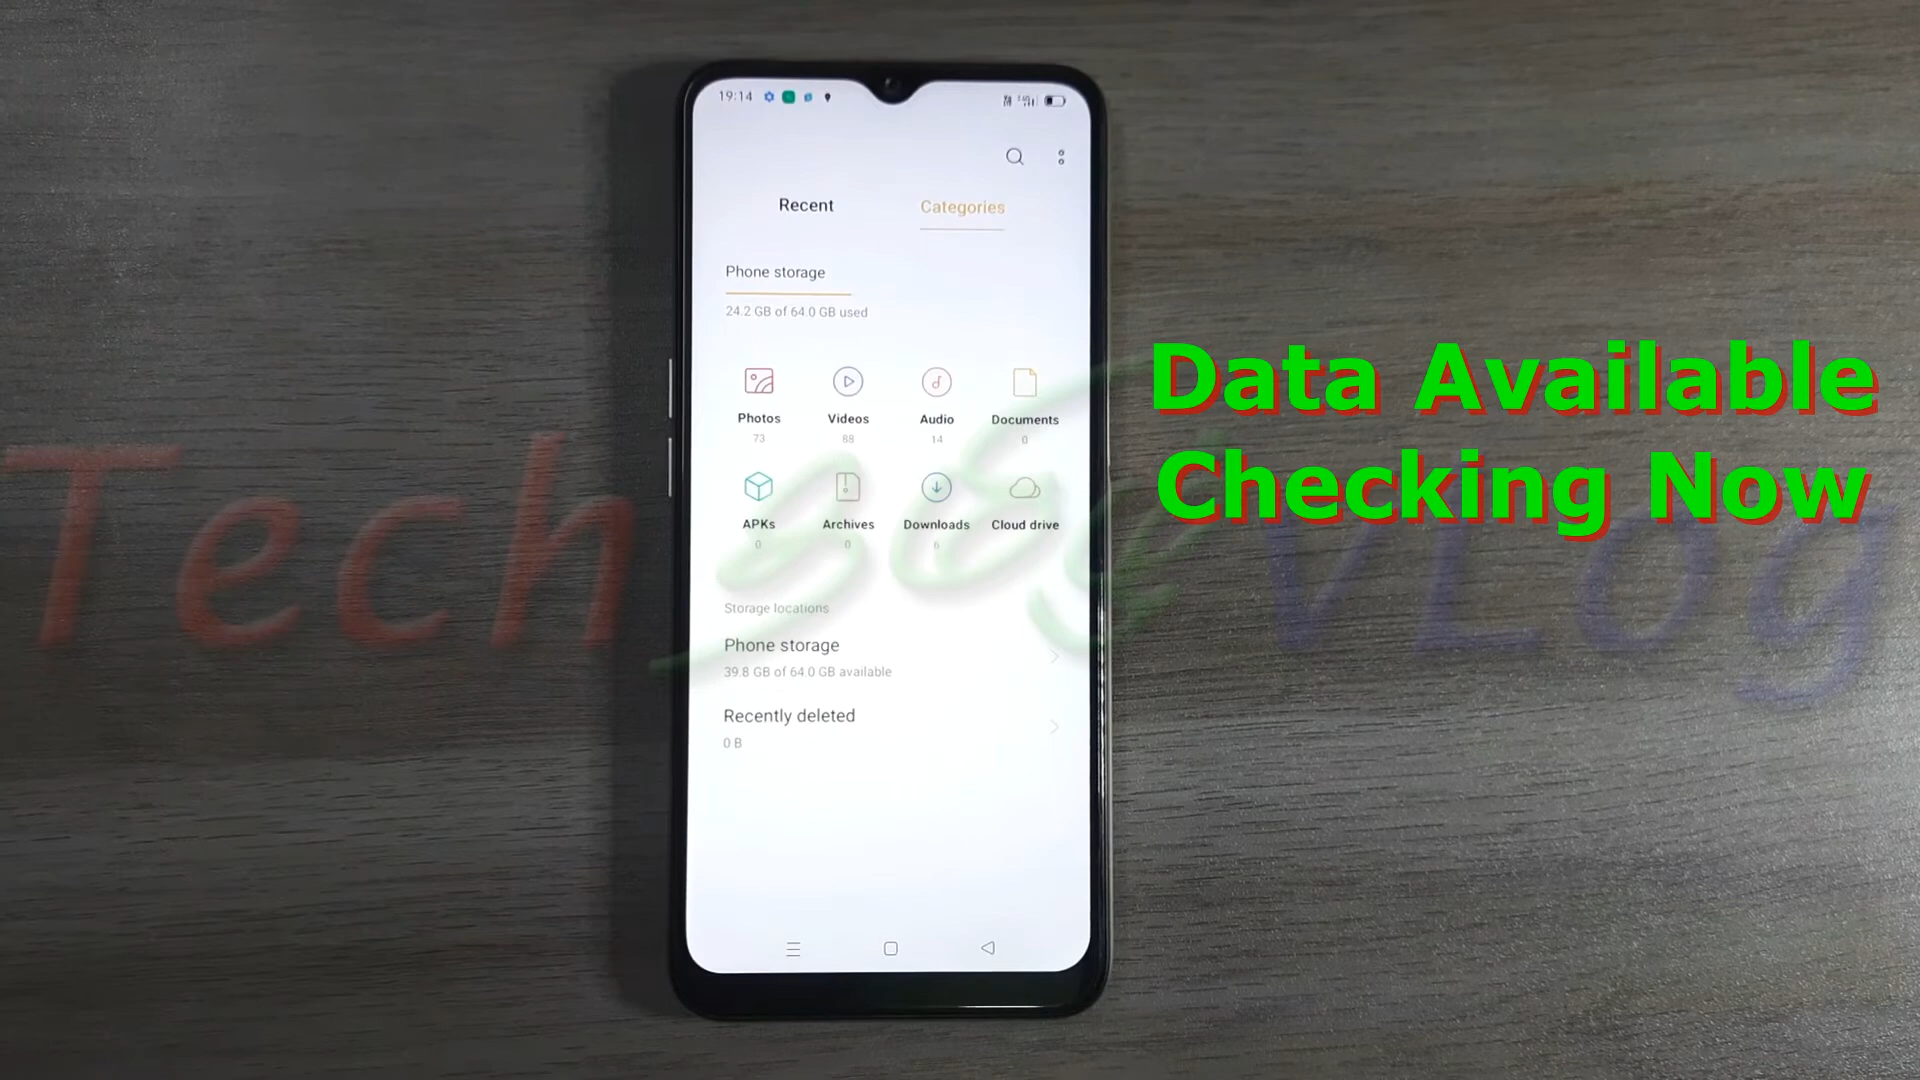 19:14
Recent
Categories
Phone storage
24.2 GB of 64.0 GB used
Photos
Videos
Audio
Documents
73
88
14
0
APKs
Archives
Downloads
Cloud drive
0
0
6
Storage locations
Phone storage
39.8 GB of 64.0 GB available
Recently deleted
0 B
Data Available
Checking Now
Tech
vLog